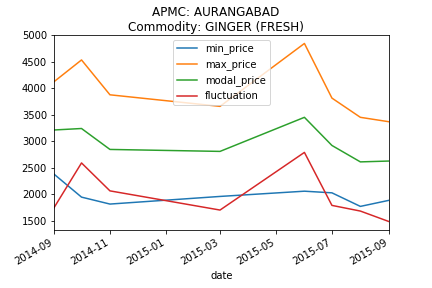 APMC: AURANGABAD
Commodity: GINGER (FRESH)
5000
4500
4000
3500
3000
2500
2000
1500
min_price
max_price
modal_price
fluctuation
2014-09
2014-11
2015-01
2015-03
2015-05
2015-07
2015-09
date